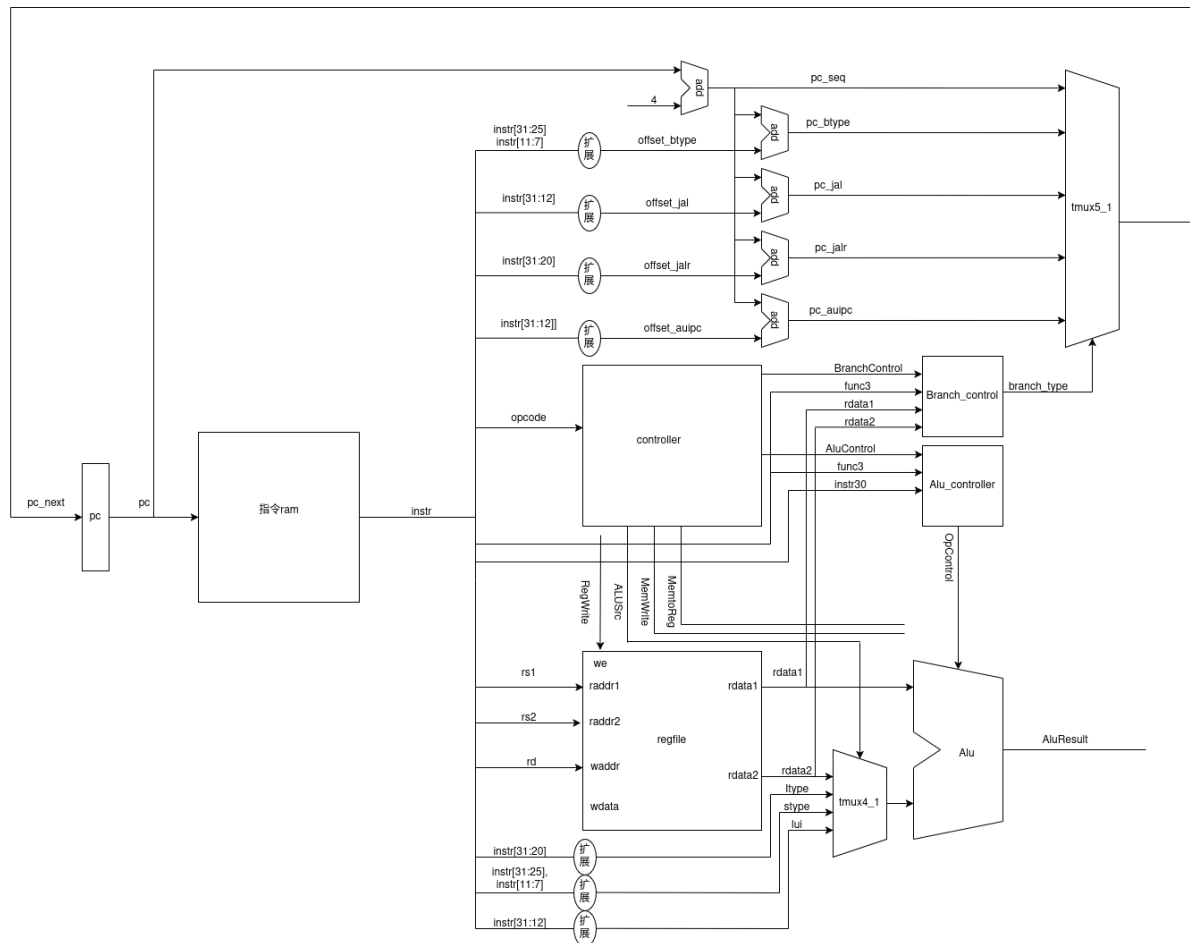 pc_seq
add
4
instr[31:25]
instr[11:7]
扩
展
offset_btype
add
pc_btype
instr[31:12]
扩
展
offset_jal
add
pc_jal
tmux5_1
instr[31:20]
扩
展
offset_jalr
add
pc_jalr
instr[31:12]]
扩
展
offset_auipc
add
pc_auipc
BranchControl
func3
rdata1
rdata2
Branch_control
branch_type
opcode
controller
AluControl
func3
instr30
Alu_controller
pc_next
pc
pc
指令ram
instr
OpControl
RegWrite
ALUSrc
MemWrite
MemtoReg
we
rs1
raddr1
rdata1
rdata1
rs2
raddr2
regfile
rd
waddr
rdata2
rdata2
wdata
Itype
stype
lui
tmux4_1
Alu
AluResult
instr[31:20]
扩
展
instr[31:25],
instr[11:7]
扩
展
instr[31:12]
扩
展